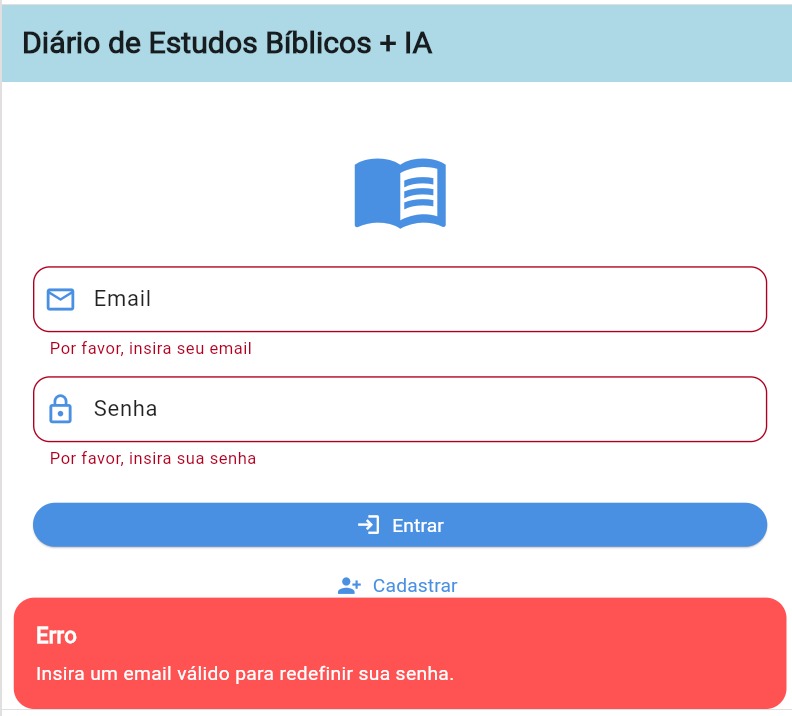 Diário de Estudos Bíblicos + IA
Email
Por favor, insira seu email
Senha
Por favor, insira sua senha
Entrar
Cadastrar
Erro
Insira um email válido para redefinir sua senha.